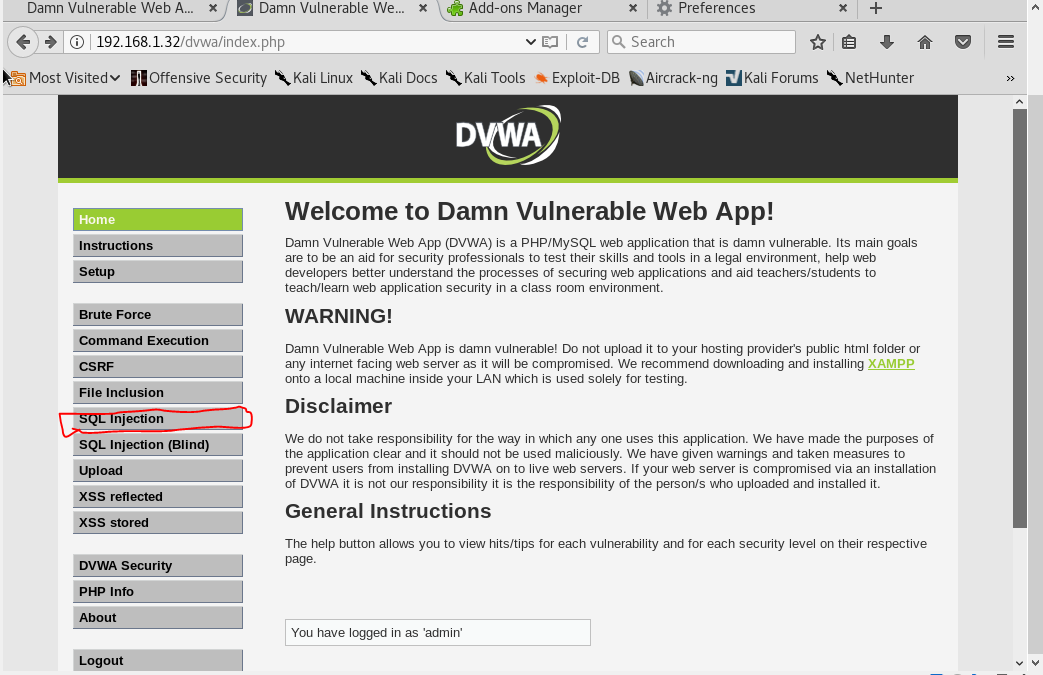 Damn Vulnerable Web A...
Damn Vulnerable We...
Add-ons Manager
Preferences
192.168.1.32/dvwa/index.php
Search
Most Visited
Offensive Security
Kali Linux
Kali Docs
Kali Tools
Exploit-DB
Aircrack-ng
Kali Forums
NetHunter
DVWA
Home
Instructions
Setup
Brute Force
Command Execution
CSRF
File Inclusion
SQL Injection
SQL Injection (Blind)
Upload
XSS reflected
XSS stored
DVWA Security
PHP Info
About
Logout
Welcome to Damn Vulnerable Web App!
Damn Vulnerable Web App (DVWA) is a PHP/MySQL web application that is damn vulnerable. Its main goals
are to be an aid for security professionals to test their skills and tools in a legal environment, help web
developers better understand the processes of securing web applications and aid teachers/students to
teach/learn web application security in a class room environment.
WARNING!
Damn Vulnerable Web App is damn vulnerable! Do not upload it to your hosting provider's public html folder or
any internet facing web server as it will be compromised. We recommend downloading and installing XAMPP
onto a local machine inside your LAN which is used solely for testing.
Disclaimer
We do not take responsibility for the way in which any one uses this application. We have made the purposes of
the application clear and it should not be used maliciously. We have given warnings and taken measures to
prevent users from installing DVWA on to live web servers. If your web server is compromised via an installation
of DVWA it is not our responsibility it is the responsibility of the person/s who uploaded and installed it.
General Instructions
The help button allows you to view hits/tips for each vulnerability and for each security level on their respective
page.
You have logged in as 'admin'